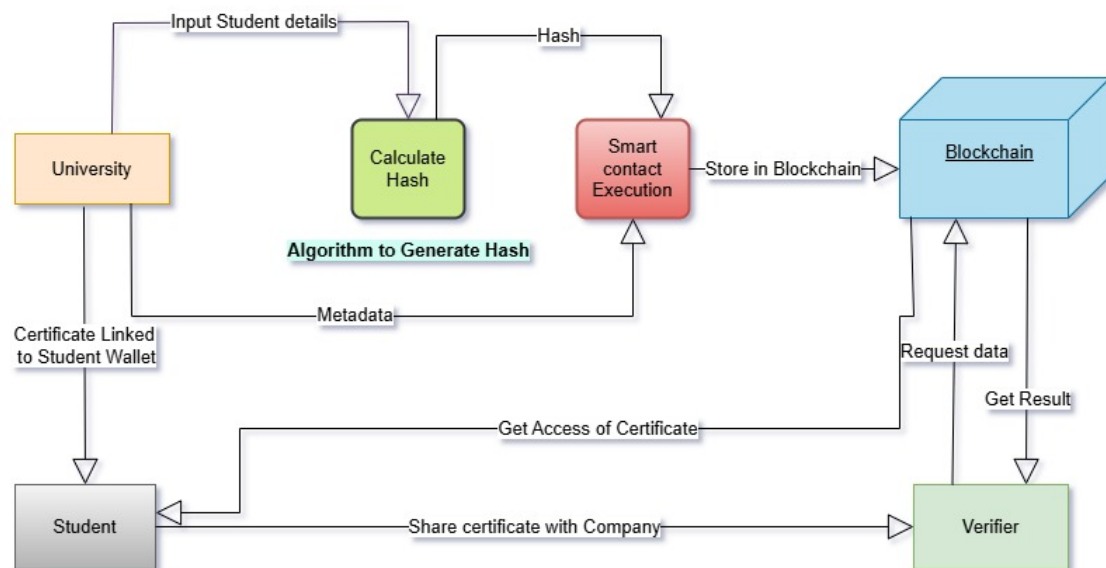 Input Student details
Hash
University
Calculate
Hash
Smart
contact
Execution
Store in Blockchain
Blockchain
Algorithm to Generate Hash
Metadata
Certificate Linked
to Student Wallet
Request data
Get Result
Get Access of Certificate
Student
Share certificate with Company
Verifier